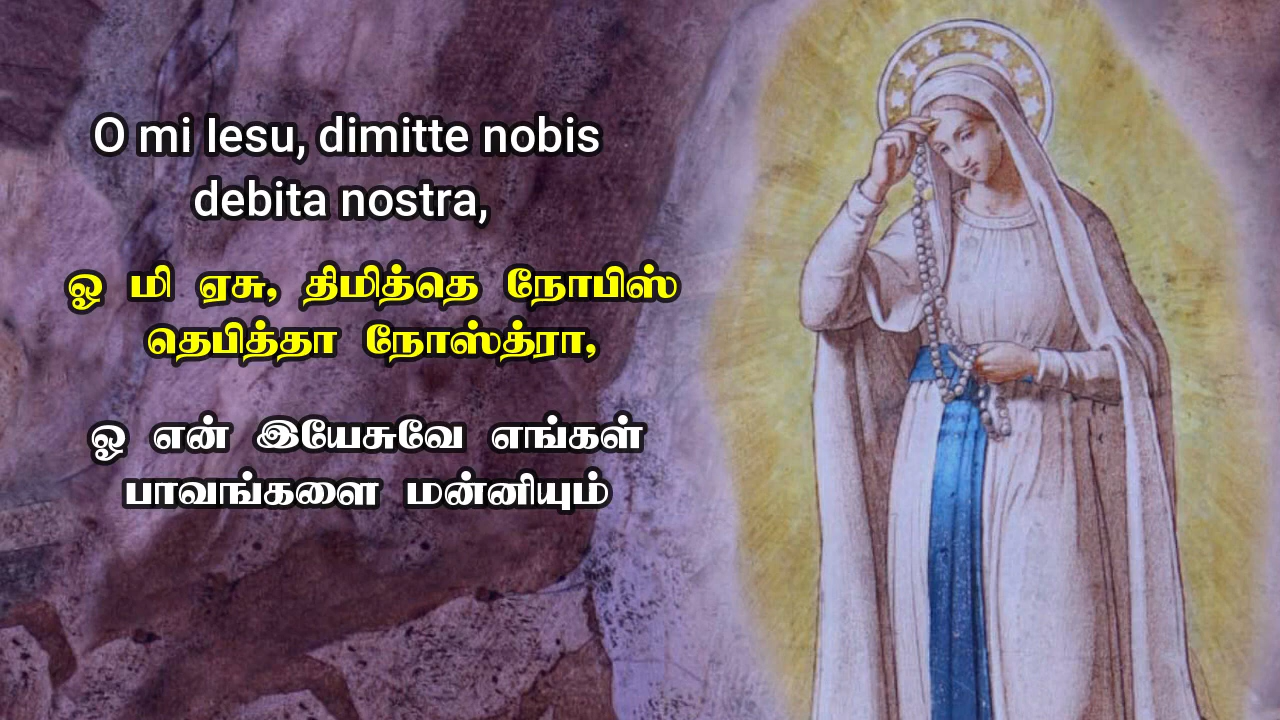 O mi Iesu, dimitte nobis
debita nostra,
ஓ மி ஏசு, திமித்தெ நோபிஸ்
தெபித்தா நோஸ்த்ரா,
ஓ என் இயேசுவே எங்கள்
பாவங்களை மன்னியும்